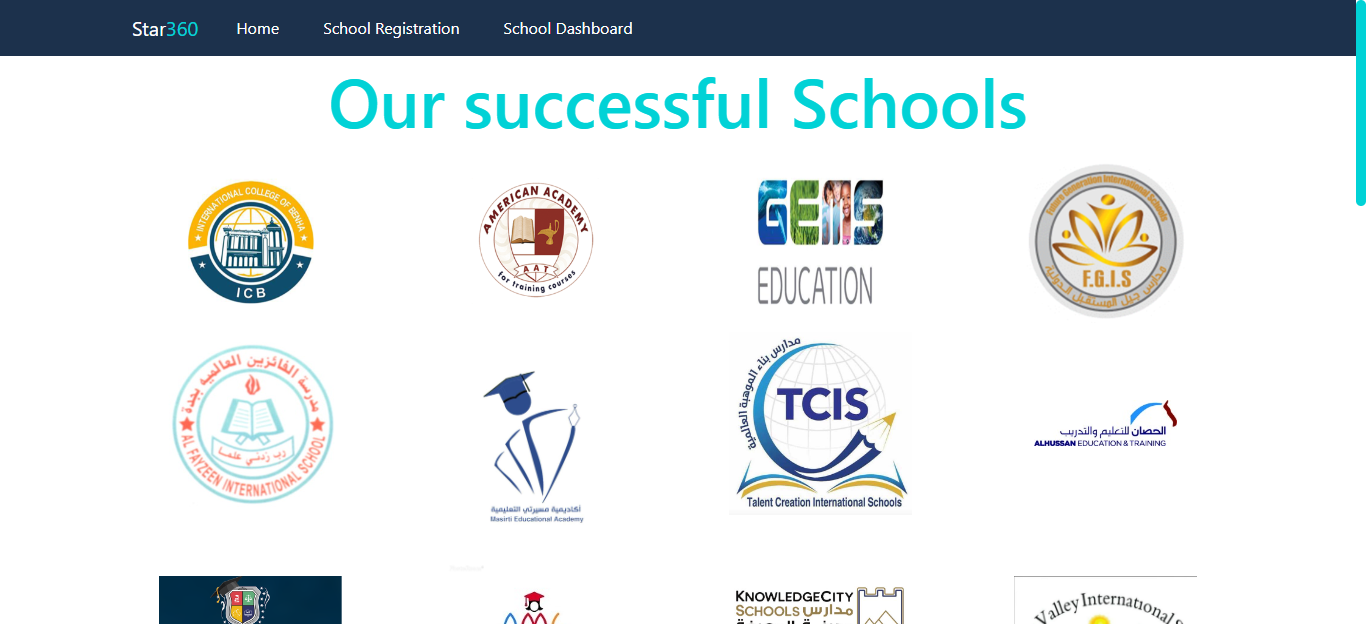 Star360 Home School Registration School Dashboard
Our successful Schools
INTERNATIONAL COLLEGE OF BENHA
ICB
AMERICAN ACADEMY
AAT
for training courses
GEMS
EDUCATION
Future Generation International Schools
F.G.I.S
مدارس جيل المستقبل الدولية
مدرسة الفائزين العالمية بجدة
رب زدني علما
AL FAYZEEN INTERNATIONAL SCHOOL
أكاديمية مسيرتي التعليمية
Masirti Educational Academy
مدارس بناء الموهبة العالمية
TCIS
Talent Creation International Schools
الحصان للتعليم والتدريب
ALHUSSAN EDUCATION & TRAINING
KNOWLEDGECITY
SCHOOLS مدارس
Valley International